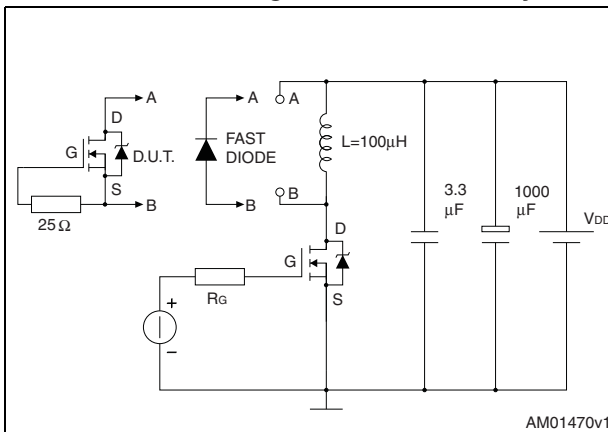 A
A
A
D
G
D.U.T.
S
B
25 Ω
FAST
DIODE
B
L=100μH
B
3.3
μF
1000
μF
VDD
D
G
S
RG
+
−
AM01470v1